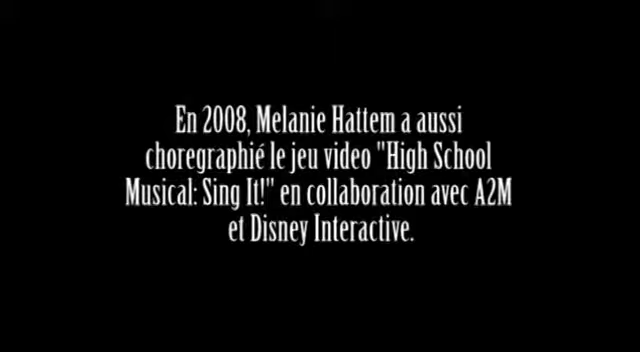 En 2008, Melanie Hattem a aussi
choregraphié le jeu video "High School
Musical: Sing It!" en collaboration avec A2M
et Disney Interactive.